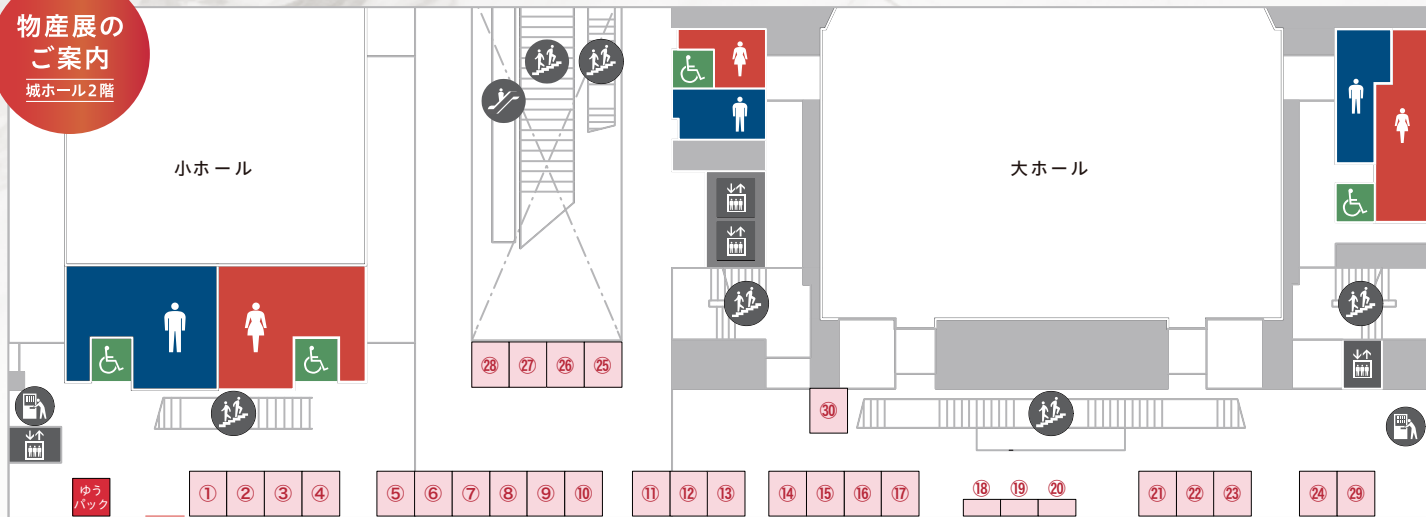 物産展の
ご案内
城ホール2階
小ホール
大ホール
㉘ ㉗ ㉖ ㉕
㉚
ゆう
パック
① ② ③ ④ ⑤ ⑥ ⑦ ⑧ ⑨ ⑩ ⑪ ⑫ ⑬ ⑭ ⑮ ⑯ ⑰ ⑱ ⑲ ⑳ ㉑ ㉒ ㉓ ㉔ ㉙